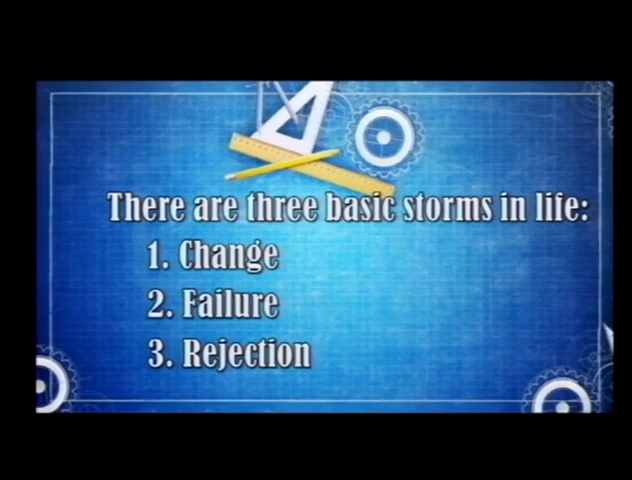 There are three basic storms in life:
1. Change
2. Failure
3. Rejection